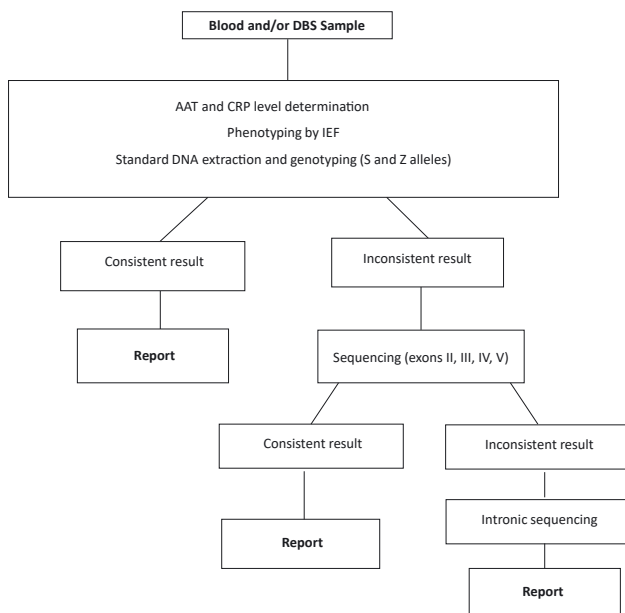 Blood and/or DBS Sample
AAT and CRP level determination
Phenotyping by IEF
Standard DNA extraction and genotyping (S and Z alleles)
Consistent result
Inconsistent result
Report
Sequencing (exons II, III, IV, V)
Consistent result
Inconsistent result
Report
Intronic sequencing
Report